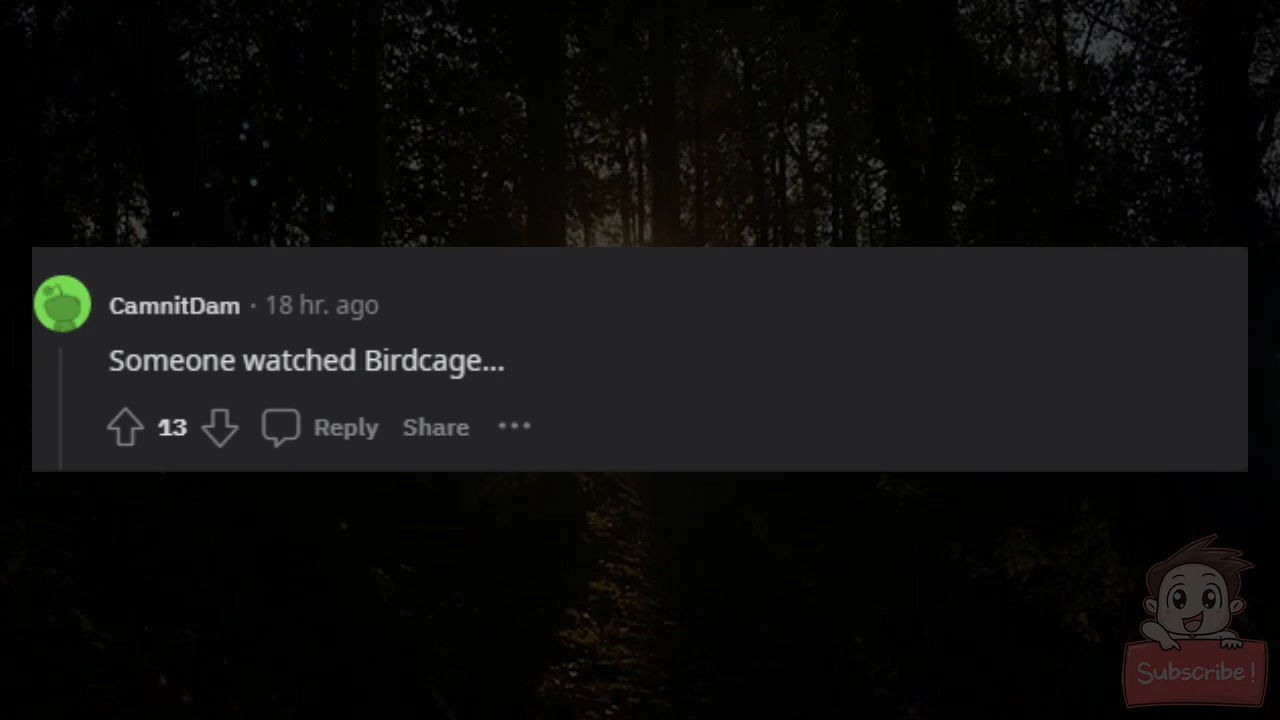 CamnitDam · 18 hr. ago
Someone watched Birdcage...
13 Reply Share ...
Subscribe!